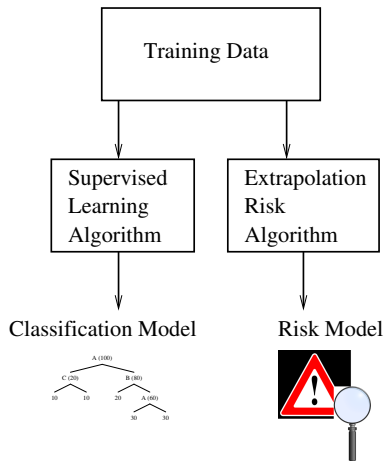 Training Data
Supervised
Learning
Algorithm
Extrapolation
Risk
Algorithm
Classification Model
Risk Model
A (100)
C (20)
B (80)
10
10
20
A (60)
30
30
!